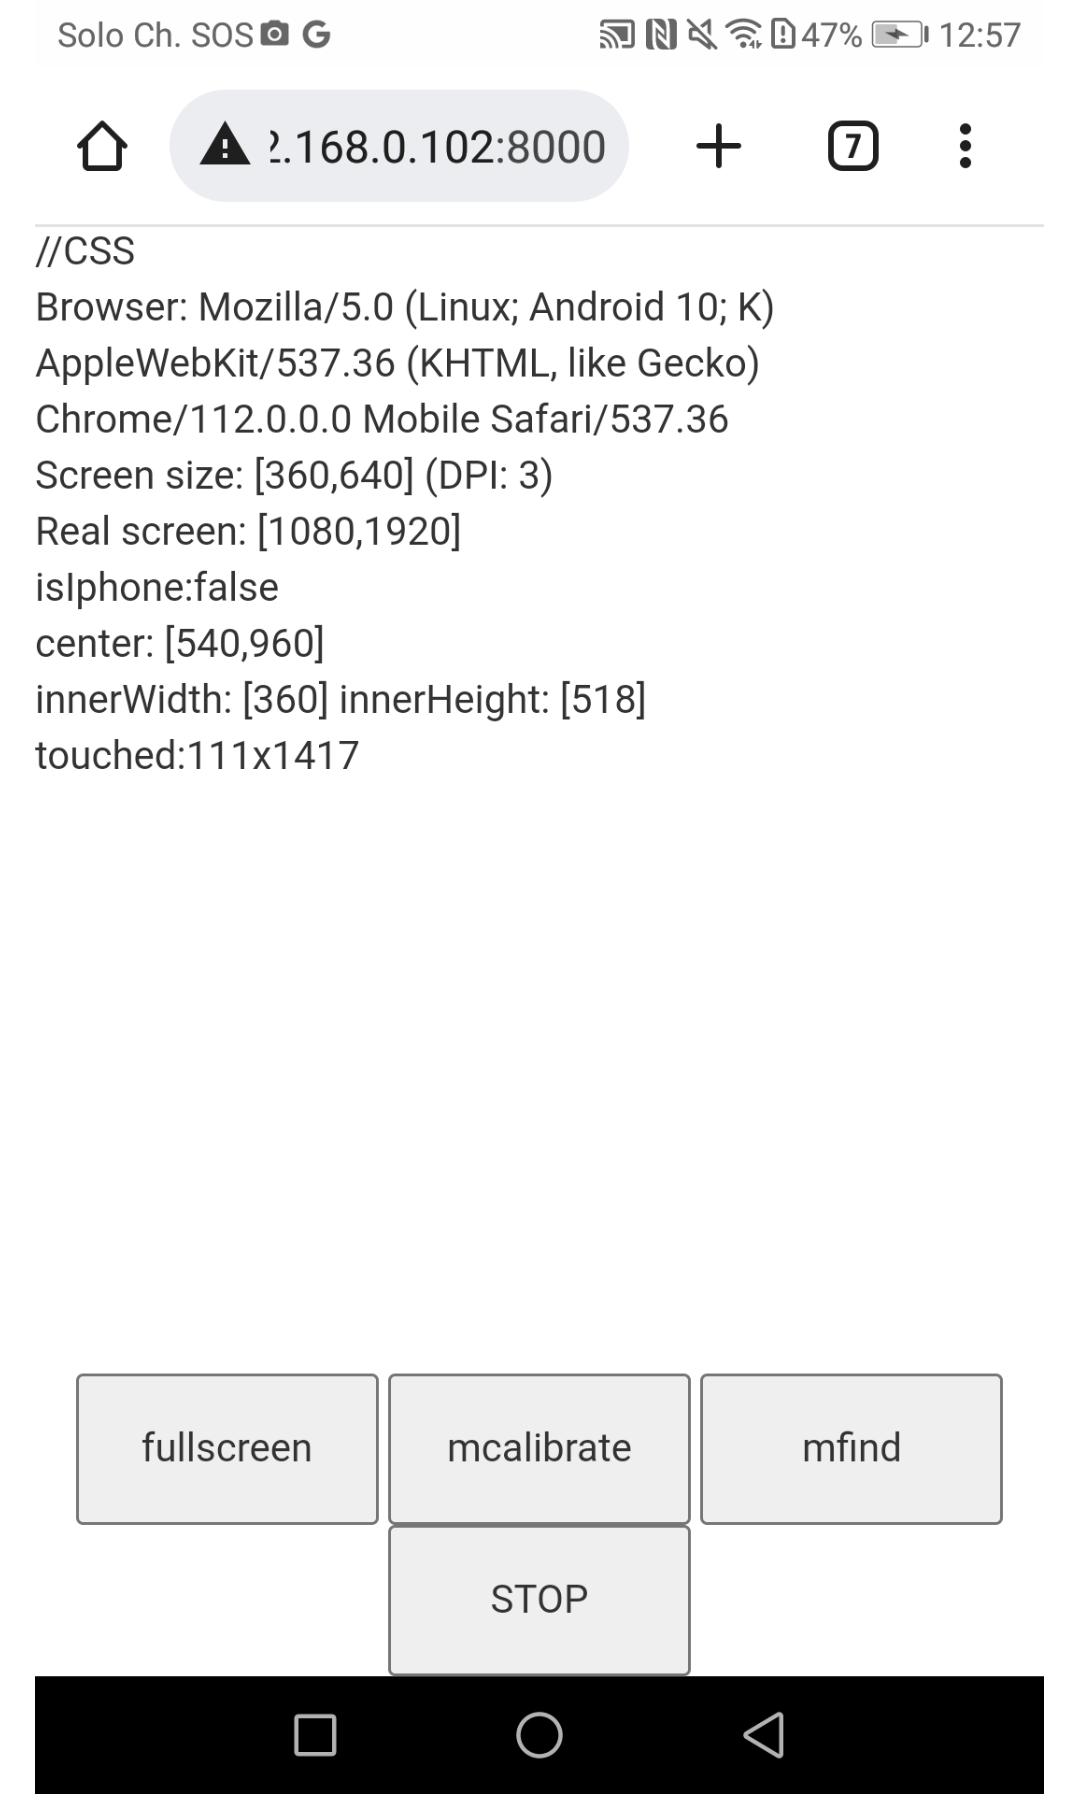 Solo Ch. SOS G 47% 12:57
2.168.0.102:8000 7
//CSS
Browser: Mozilla/5.0 (Linux; Android 10; K)
AppleWebKit/537.36 (KHTML, like Gecko)
Chrome/112.0.0.0 Mobile Safari/537.36
Screen size: [360,640] (DPI: 3)
Real screen: [1080,1920]
isIphone:false
center: [540,960]
innerWidth: [360] innerHeight: [518]
touched:111x1417
fullscreen mcalibrate mfind
STOP